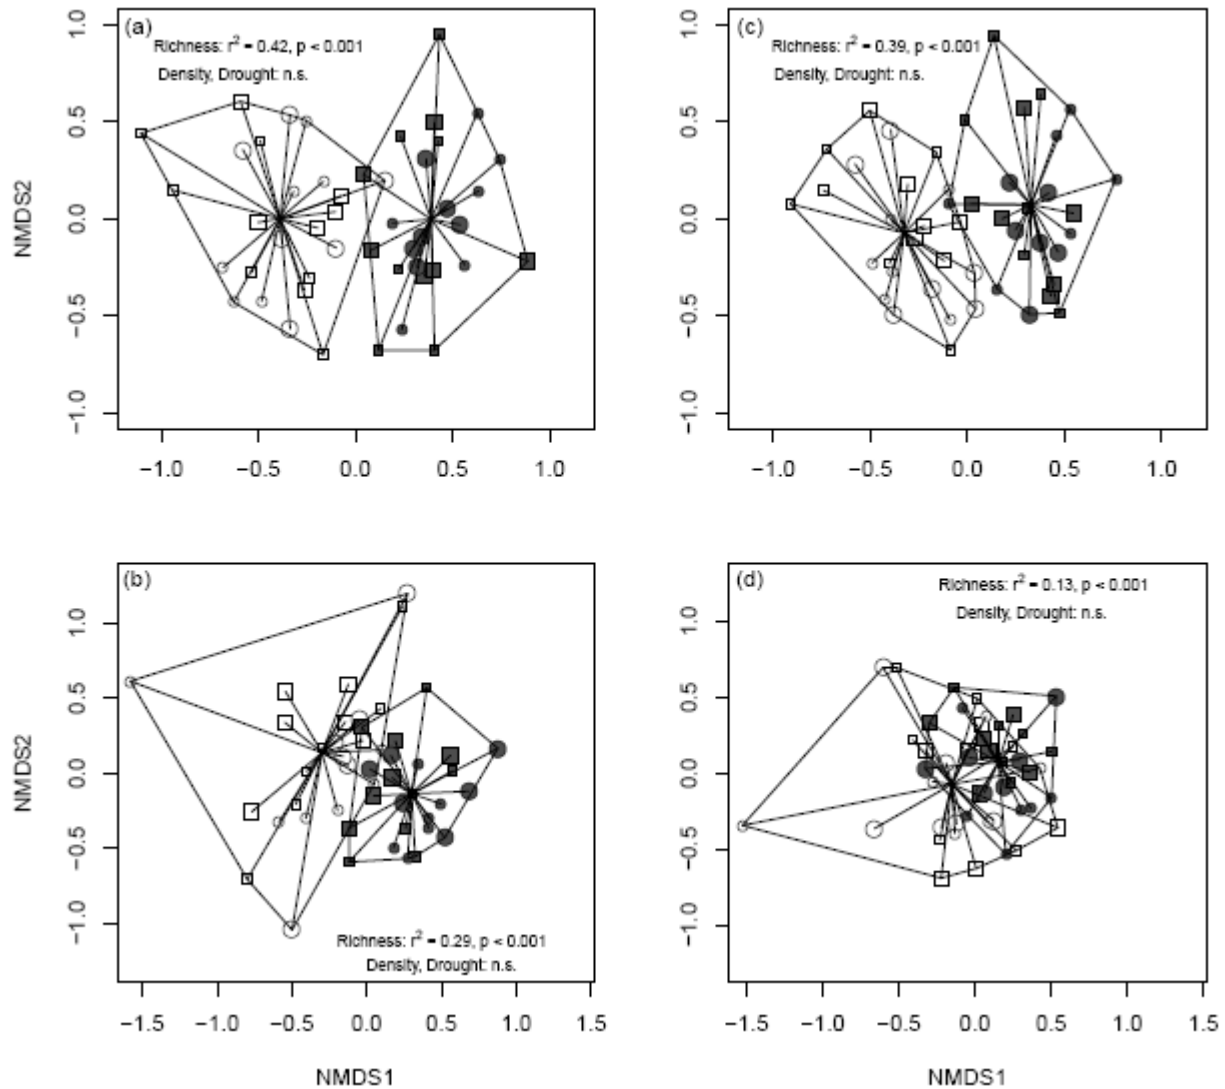 (a)
Richness: r² = 0.42, p < 0.001
Density, Drought: n.s.
NMDS2
1.0
0.5
0.0
−0.5
−1.0
−1.0 −0.5 0.0 0.5 1.0
(c)
Richness: r² = 0.39, p < 0.001
Density, Drought: n.s.
1.0
0.5
0.0
−0.5
−1.0
−1.0 −0.5 0.0 0.5 1.0
(b)
NMDS2
1.0
0.5
0.0
−0.5
−1.0
Richness: r² = 0.29, p < 0.001
Density, Drought: n.s.
−1.5 −1.0 −0.5 0.0 0.5 1.0 1.5
NMDS1
(d)
Richness: r² = 0.13, p < 0.001
Density, Drought: n.s.
1.0
0.5
0.0
−0.5
−1.0
−1.5 −1.0 −0.5 0.0 0.5 1.0 1.5
NMDS1